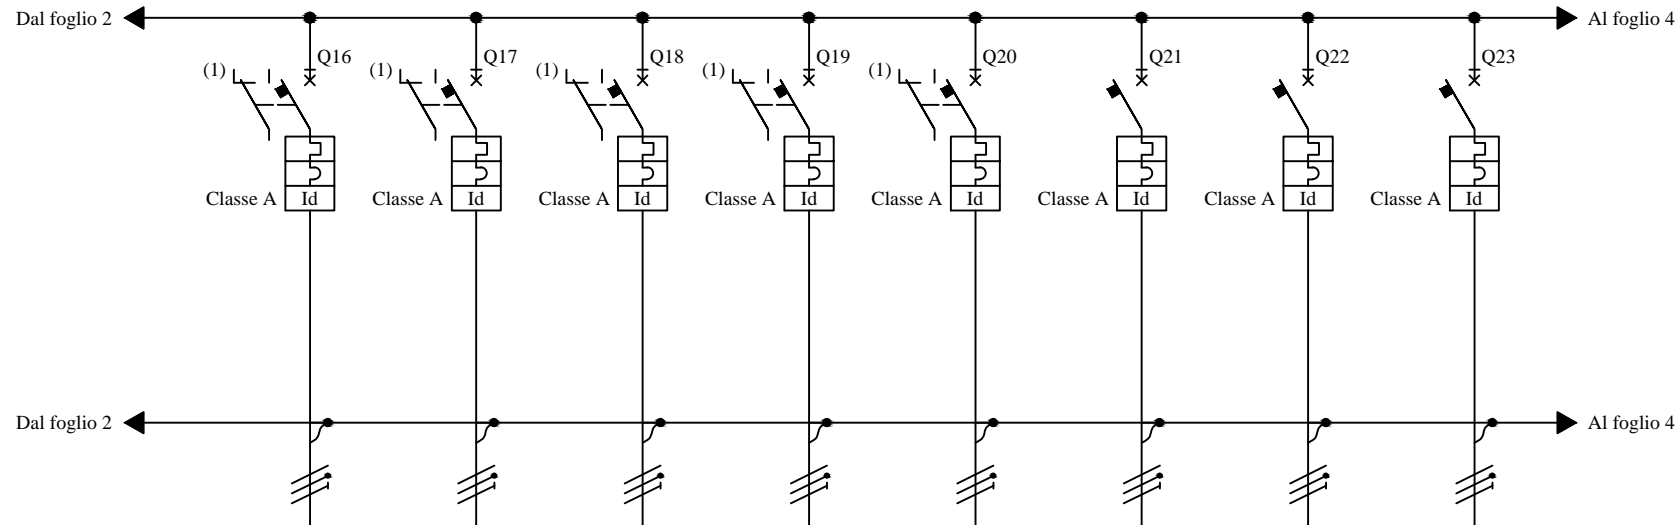 Dal foglio 2 Al foglio 4
Q16 Q17 Q18 Q19 Q20 Q21 Q22 Q23
(1) (1) (1) (1) (1)
Classe A Id Classe A Id Classe A Id Classe A Id Classe A Id Classe A Id Classe A Id Classe A Id
Dal foglio 2 Al foglio 4